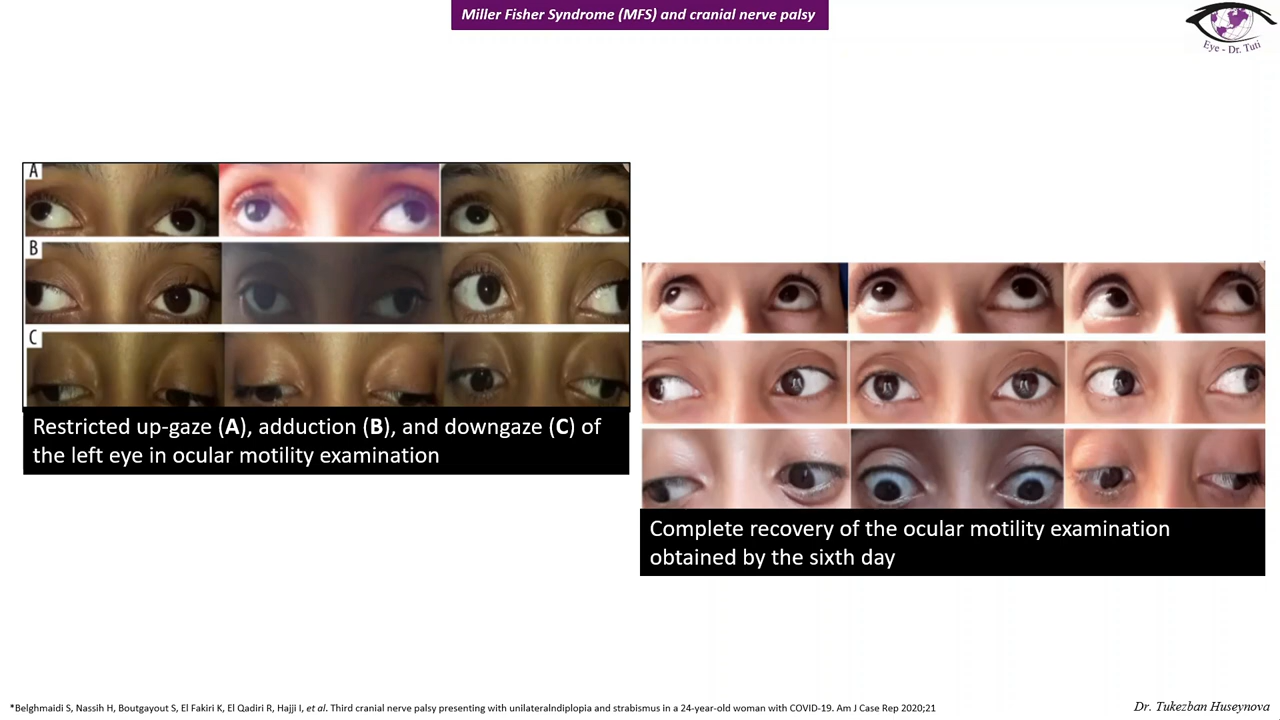 Miller Fisher Syndrome (MFS) and cranial nerve palsy
Eye - Dr. Tuti
A
B
C
Restricted up-gaze (A), adduction (B), and downgaze (C) of
the left eye in ocular motility examination
Complete recovery of the ocular motility examination
obtained by the sixth day
*Belghmaidi S, Nassih H, Boutgayout S, El Fakiri K, El Qadiri R, Hajji I, et al. Third cranial nerve palsy presenting with unilateralndiplopia and strabismus in a 24-year-old woman with COVID-19. Am J Case Rep 2020;21
Dr. Tukezban Huseynova